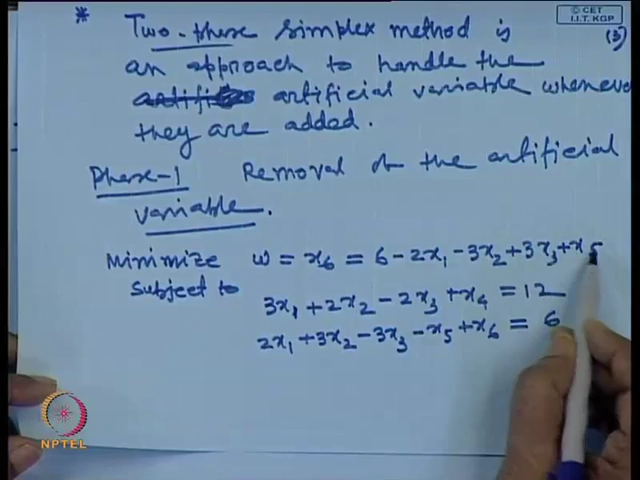 © CET
I.I.T. KGP
* Two-phase simplex method is (3)
an approach to handle the
artificial variable wheneve
they are added.
Phase-1 Removal of the artificial
variable.
Minimize w = x₆ = 6 - 2x₁ - 3x₂ + 3x₃ + x₅
Subject to
3x₁ + 2x₂ - 2x₃ + x₄ = 12
2x₁ + 3x₂ - 3x₃ - x₅ + x₆ = 6
NPTEL